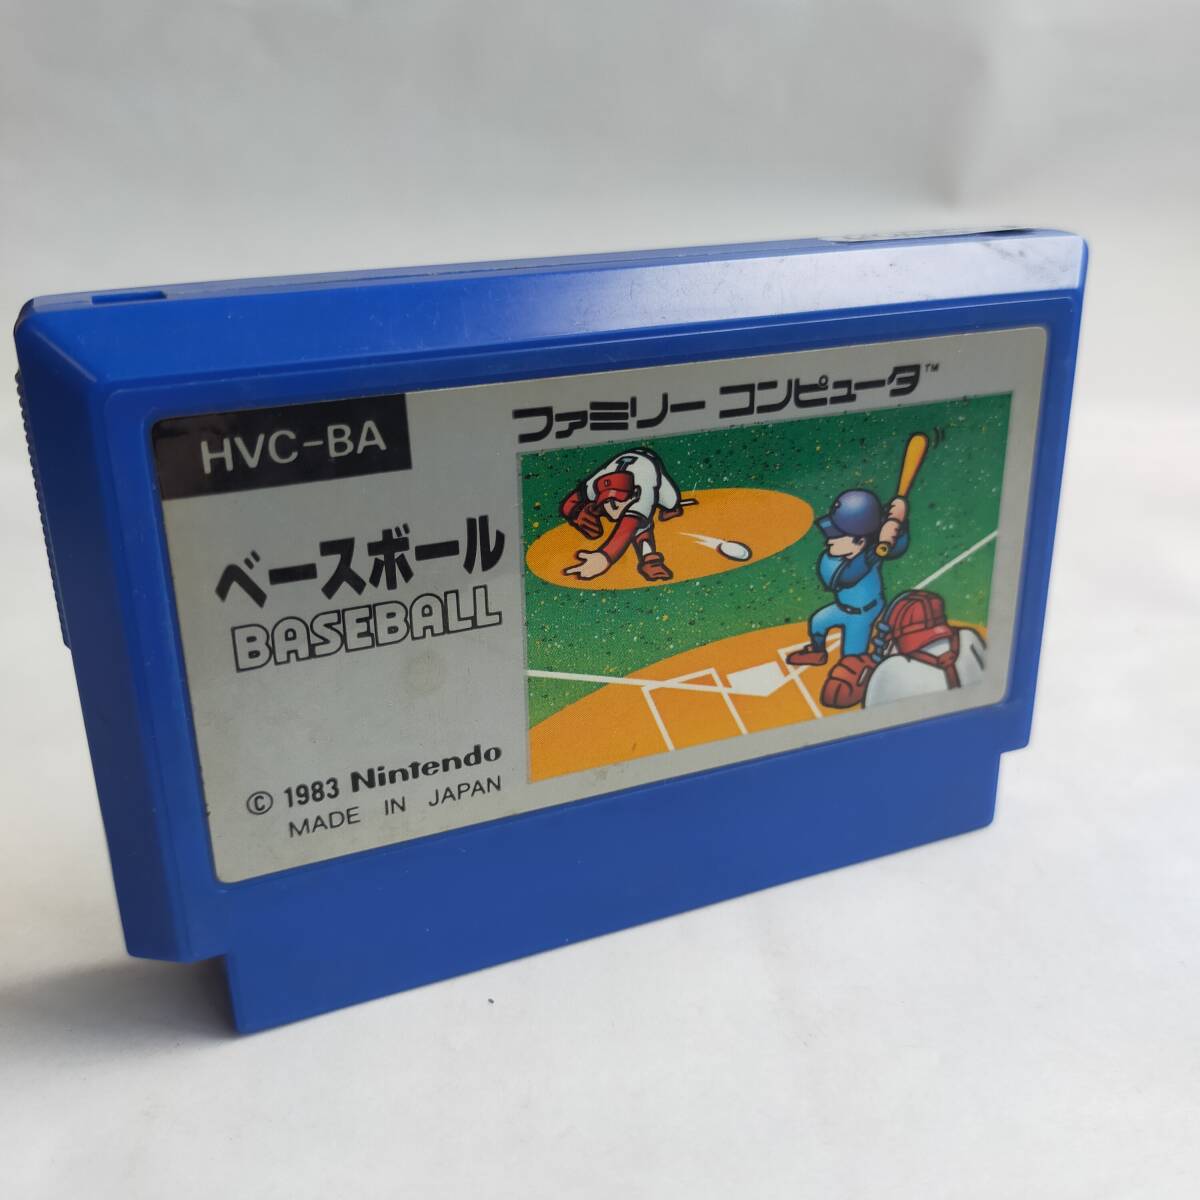 HVC-BA
ファミリー コンピュータ™
ベースボール
BASEBALL
© 1983 Nintendo
MADE IN JAPAN